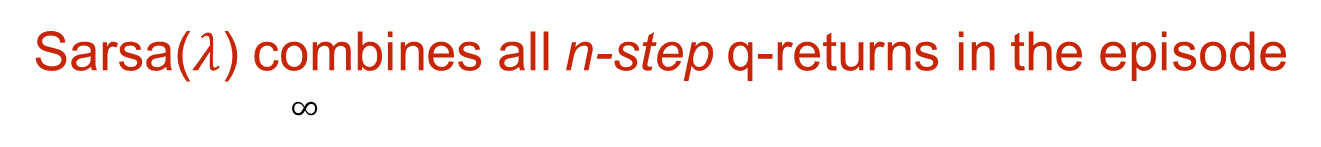 Sarsa(λ) combines all n-step q-returns in the episode
∞